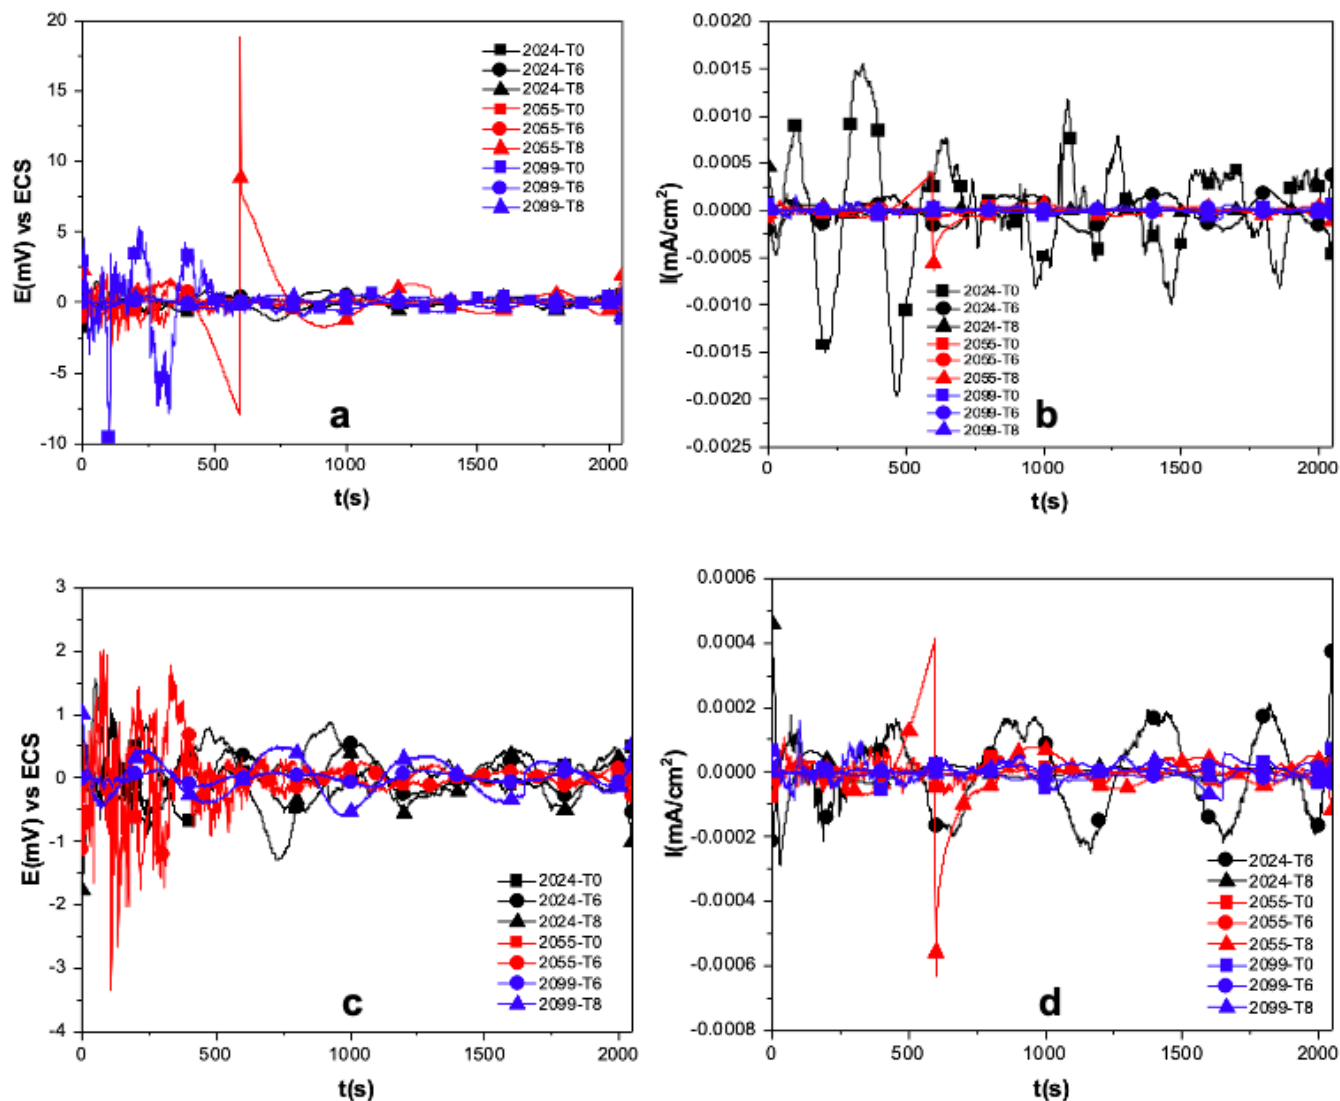 20
15
10
5
0
-5
-10
E(mV) vs ECS
2024-T0
2024-T6
2024-T8
2055-T0
2055-T6
2055-T8
2099-T0
2099-T6
2099-T8
a
0 500 1000 1500 2000
t(s)
0.0020
0.0015
0.0010
0.0005
0.0000
-0.0005
-0.0010
-0.0015
-0.0020
-0.0025
I(mA/cm²)
2024-T0
2024-T6
2024-T8
2055-T0
2055-T6
2055-T8
2099-T0
2099-T6
2099-T8
b
0 500 1000 1500 2000
t(s)
3
2
1
0
-1
-2
-3
-4
E(mV) vs ECS
2024-T0
2024-T6
2024-T8
2055-T0
2055-T6
2099-T6
2099-T8
c
0 500 1000 1500 2000
t(s)
0.0006
0.0004
0.0002
0.0000
-0.0002
-0.0004
-0.0006
-0.0008
I(mA/cm²)
2024-T6
2024-T8
2055-T0
2055-T6
2055-T8
2099-T0
2099-T6
2099-T8
d
0 500 1000 1500 2000
t(s)